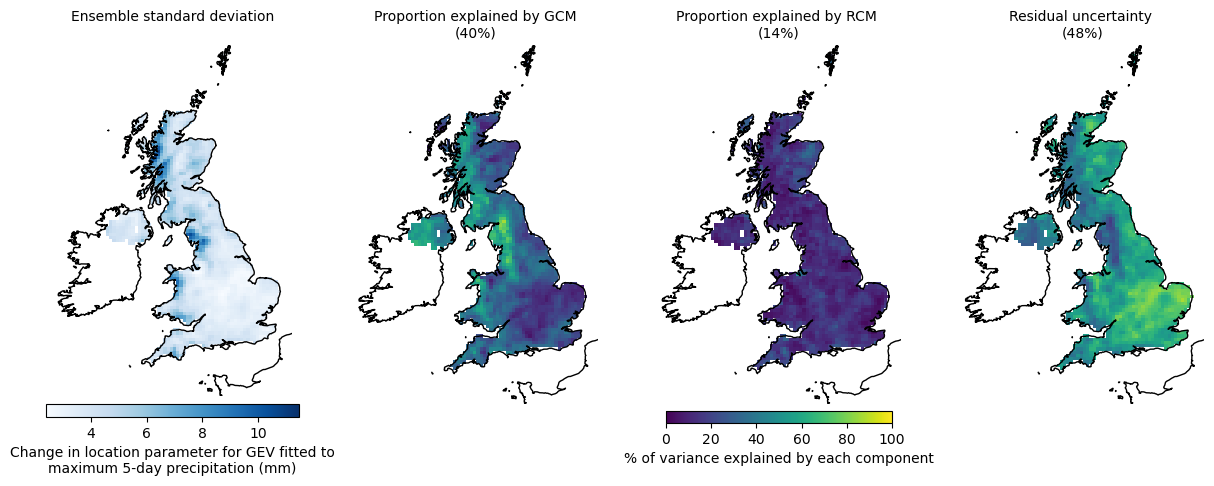 Ensemble standard deviation
Proportion explained by GCM
(40%)
Proportion explained by RCM
(14%)
Residual uncertainty
(48%)
4 6 8 10
Change in location parameter for GEV fitted to
maximum 5-day precipitation (mm)
0 20 40 60 80 100
% of variance explained by each component